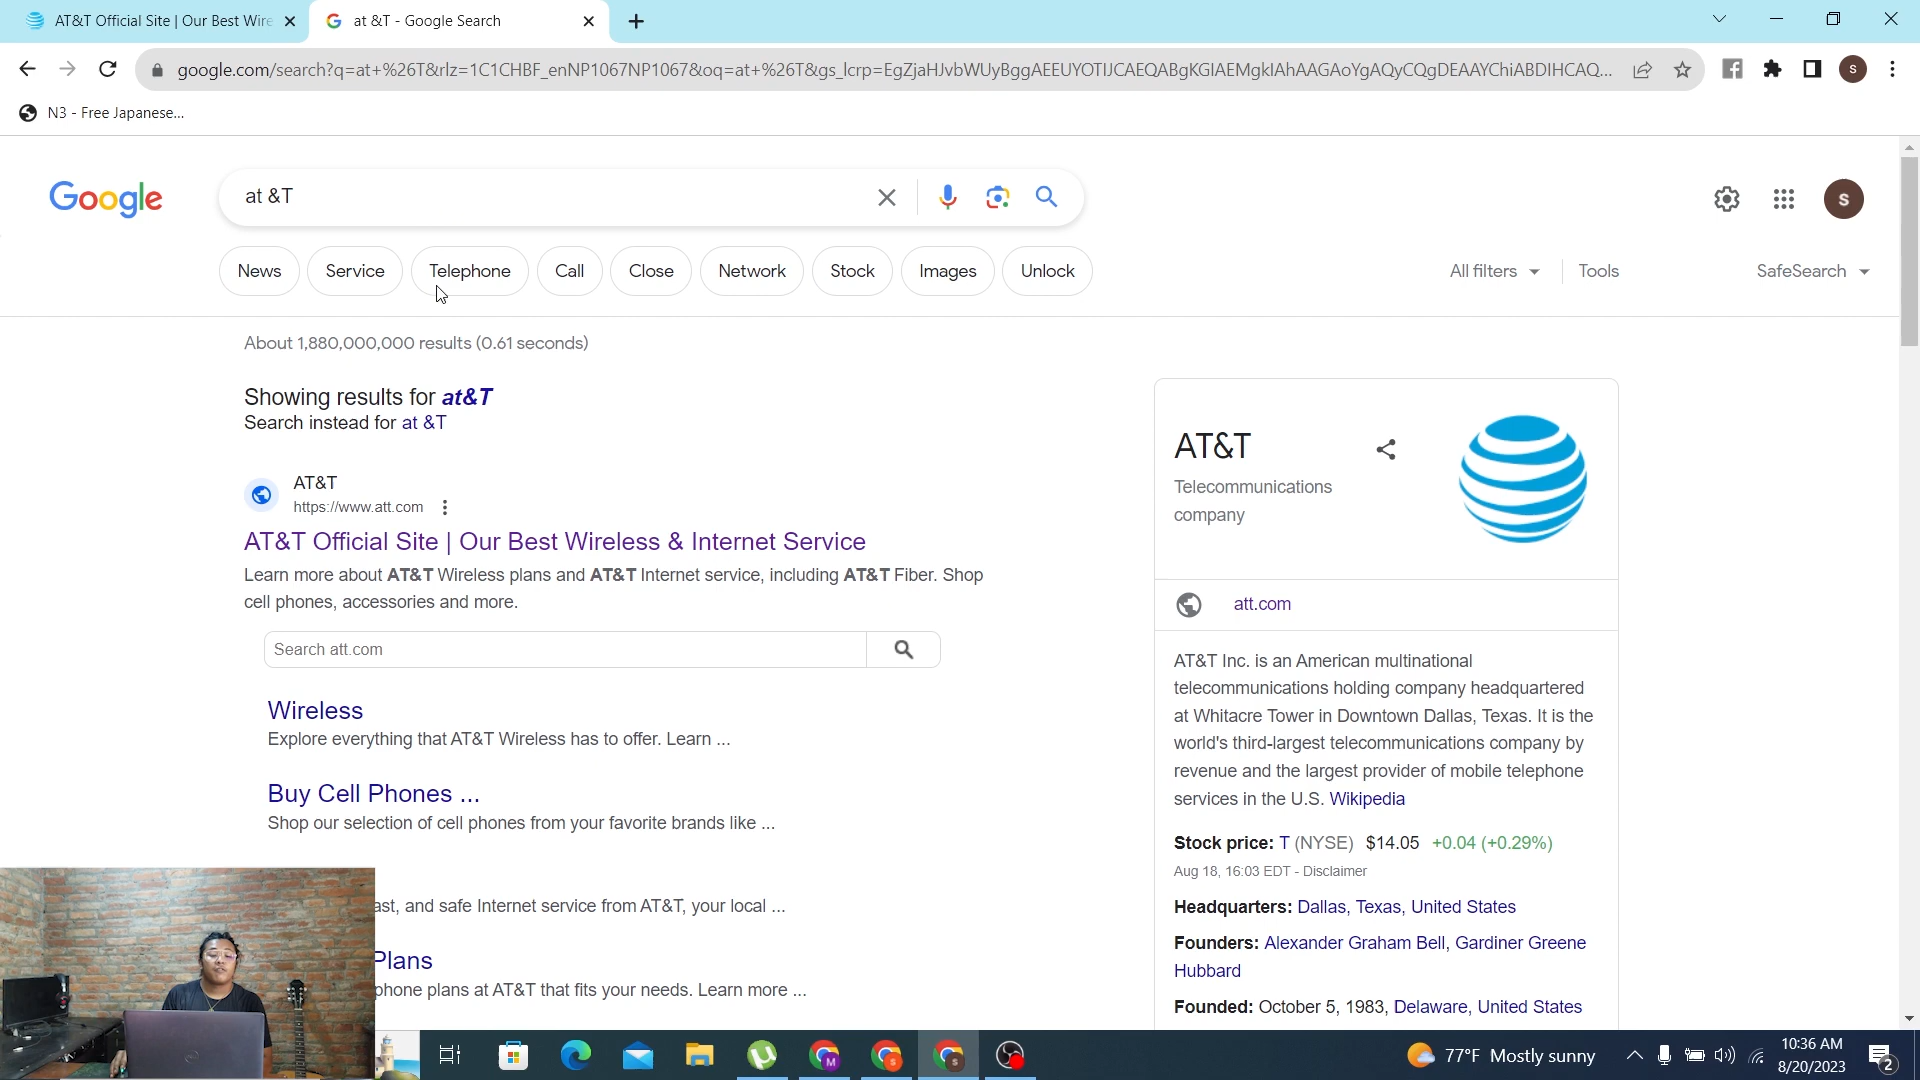 AT&T Official Site | Our Best Wire
at &T - Google Search
google.com/search?q=at+%26T&rlz=1C1CHBF_enNP1067NP1067&oq=at+%26T&gs_lcrp=EgZjaHJvbWUyBggAEEUYOTIJCAEQABgKGIAEMgkIAhAAGAoYgAQyCQgDEAAYChiABDIHCAQ...
S
N3 - Free Japanese...
Google
at &T
S
News
Service
Telephone
Call
Close
Network
Stock
Images
Unlock
All filters
Tools
SafeSearch
About 1,880,000,000 results (0.61 seconds)
Showing results for at&T
Search instead for at &T
AT&T
https://www.att.com
AT&T Official Site | Our Best Wireless & Internet Service
Learn more about AT&T Wireless plans and AT&T Internet service, including AT&T Fiber. Shop
cell phones, accessories and more.
Search att.com
Wireless
Explore everything that AT&T Wireless has to offer. Learn ...
Buy Cell Phones ...
Shop our selection of cell phones from your favorite brands like ...
ast, and safe Internet service from AT&T, your local ...
Plans
phone plans at AT&T that fits your needs. Learn more ...
AT&T
Telecommunications
company
att.com
AT&T Inc. is an American multinational
telecommunications holding company headquartered
at Whitacre Tower in Downtown Dallas, Texas. It is the
world's third-largest telecommunications company by
revenue and the largest provider of mobile telephone
services in the U.S. Wikipedia
Stock price: T (NYSE) $14.05 +0.04 (+0.29%)
Aug 18, 16:03 EDT - Disclaimer
Headquarters: Dallas, Texas, United States
Founders: Alexander Graham Bell, Gardiner Greene
Hubbard
Founded: October 5, 1983, Delaware, United States
M
S
S
77°F Mostly sunny
10:36 AM
8/20/2023
2